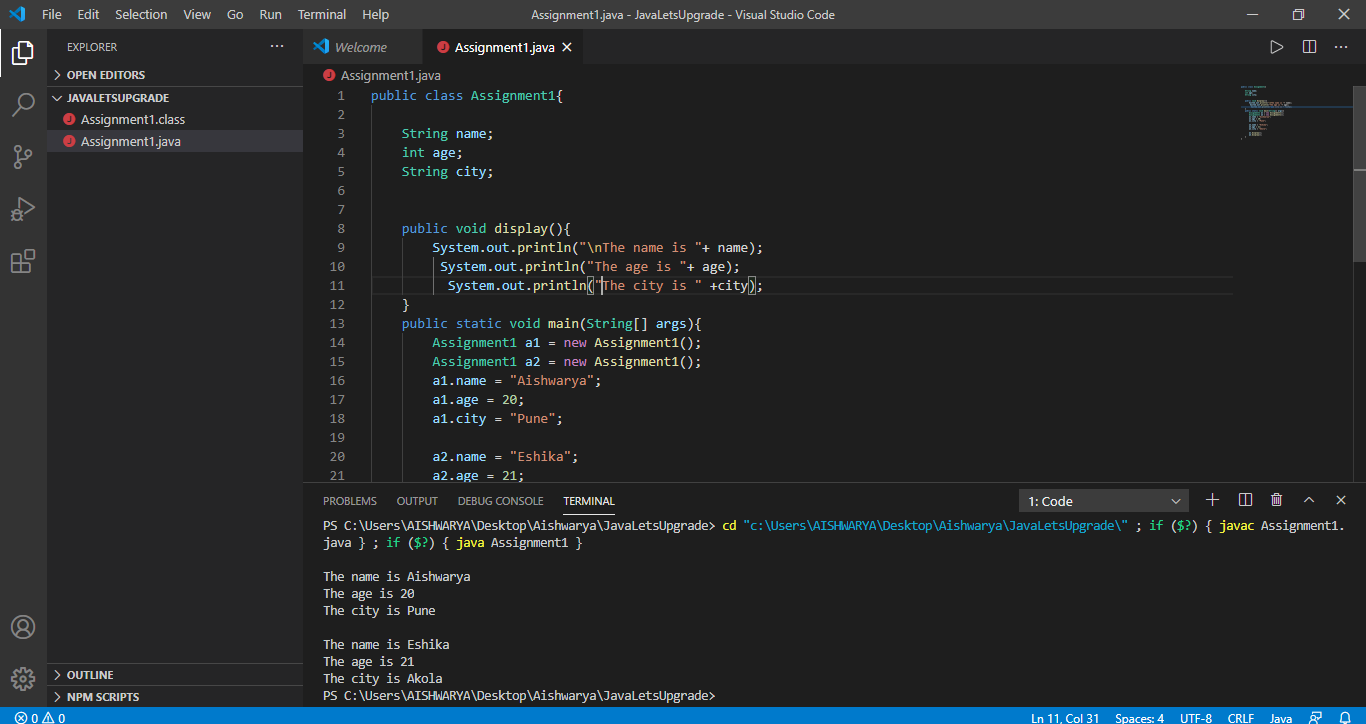 File Edit Selection View Go Run Terminal Help Assignment1.java - JavaLetsUpgrade - Visual Studio Code
EXPLORER
OPEN EDITORS
JAVALETSUPGRADE
Assignment1.class
Assignment1.java
OUTLINE
NPM SCRIPTS
Welcome Assignment1.java
Assignment1.java
1 public class Assignment1{
2
3 String name;
4 int age;
5 String city;
6
7
8 public void display(){
9 System.out.println("\nThe name is "+ name);
10 System.out.println("The age is "+ age);
11 System.out.println("The city is " +city);
12 }
13 public static void main(String[] args){
14 Assignment1 a1 = new Assignment1();
15 Assignment1 a2 = new Assignment1();
16 a1.name = "Aishwarya";
17 a1.age = 20;
18 a1.city = "Pune";
19
20 a2.name = "Eshika";
21 a2.age = 21;
PROBLEMS OUTPUT DEBUG CONSOLE TERMINAL 1: Code
PS C:\Users\AISHWARYA\Desktop\Aishwarya\JavaLetsUpgrade> cd "c:\Users\AISHWARYA\Desktop\Aishwarya\JavaLetsUpgrade\" ; if ($?) { javac Assignment1.
java } ; if ($?) { java Assignment1 }
The name is Aishwarya
The age is 20
The city is Pune
The name is Eshika
The age is 21
The city is Akola
PS C:\Users\AISHWARYA\Desktop\Aishwarya\JavaLetsUpgrade>
0 0 Ln 11, Col 31 Spaces: 4 UTF-8 CRLF Java